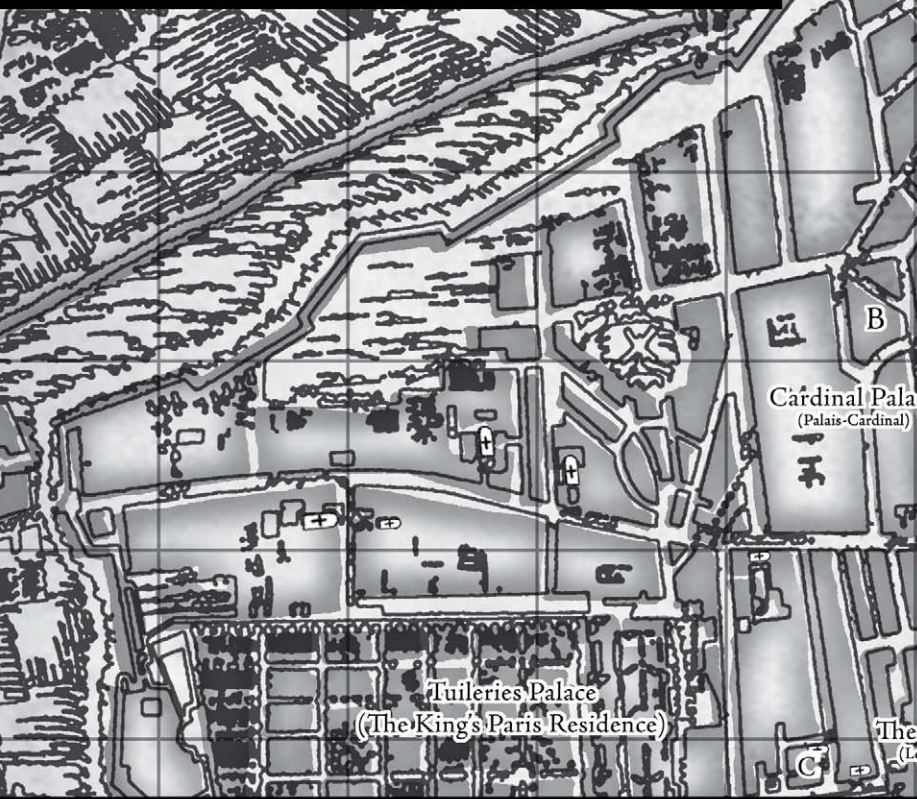 B
Cardinal Pala
(Palais-Cardinal)
Tuileries Palace
(The King's Paris Residence)
The
(L
C